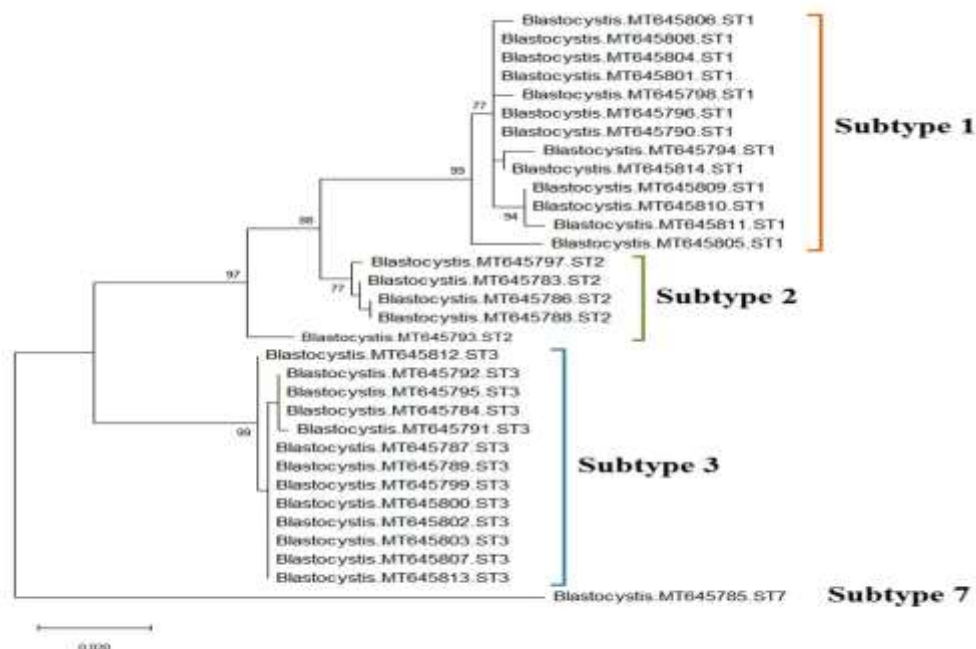 Blastocystis.MT645806.ST1
Blastocystis.MT645808.ST1
Blastocystis.MT645804.ST1
Blastocystis.MT645801.ST1
Blastocystis.MT645798.ST1
77
Blastocystis.MT645796.ST1
Subtype 1
Blastocystis.MT645790.ST1
Blastocystis.MT645794.ST1
99
Blastocystis.MT645814.ST1
Blastocystis.MT645809.ST1
Blastocystis.MT645810.ST1
94
Blastocystis.MT645811.ST1
98
Blastocystis.MT645805.ST1
Blastocystis.MT645797.ST2
97
Blastocystis.MT645783.ST2
77
Blastocystis.MT645786.ST2
Subtype 2
Blastocystis.MT645788.ST2
Blastocystis.MT645793.ST2
Blastocystis.MT645812.ST3
Blastocystis.MT645792.ST3
Blastocystis.MT645795.ST3
Blastocystis.MT645784.ST3
99
Blastocystis.MT645791.ST3
Blastocystis.MT645787.ST3
Blastocystis.MT645789.ST3
Subtype 3
Blastocystis.MT645799.ST3
Blastocystis.MT645800.ST3
Blastocystis.MT645802.ST3
Blastocystis.MT645803.ST3
Blastocystis.MT645807.ST3
Blastocystis.MT645813.ST3
Blastocystis.MT645785.ST7
Subtype 7